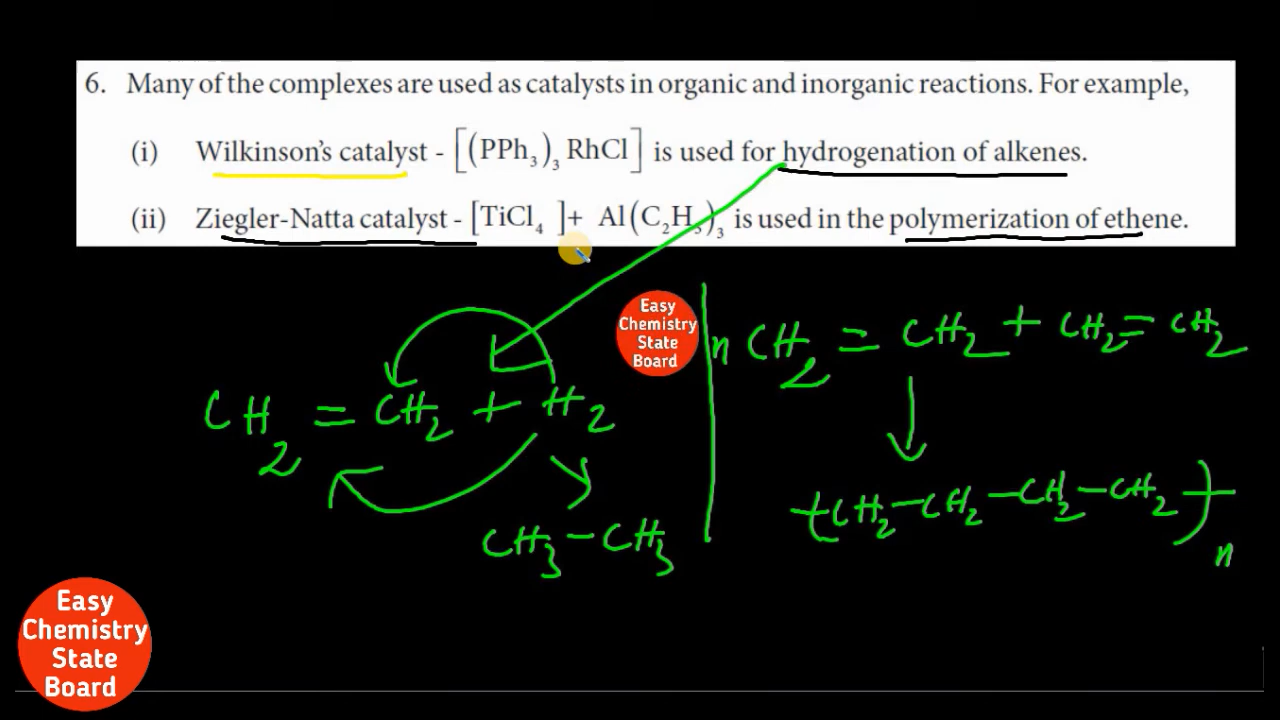 6. Many of the complexes are used as catalysts in organic and inorganic reactions. For example,
(i) Wilkinson's catalyst - [(PPh₃)₃ RhCl] is used for hydrogenation of alkenes.
(ii) Ziegler-Natta catalyst - [TiCl₄ ]+ Al(C₂H₅)₃ is used in the polymerization of ethene.
Easy
Chemistry
State
Board
CH₂ = CH₂ + H₂
CH₃–CH₃
n CH₂ = CH₂ + CH₂=CH₂
(CH₂–CH₂–CH₂–CH₂)n
Easy
Chemistry
State
Board